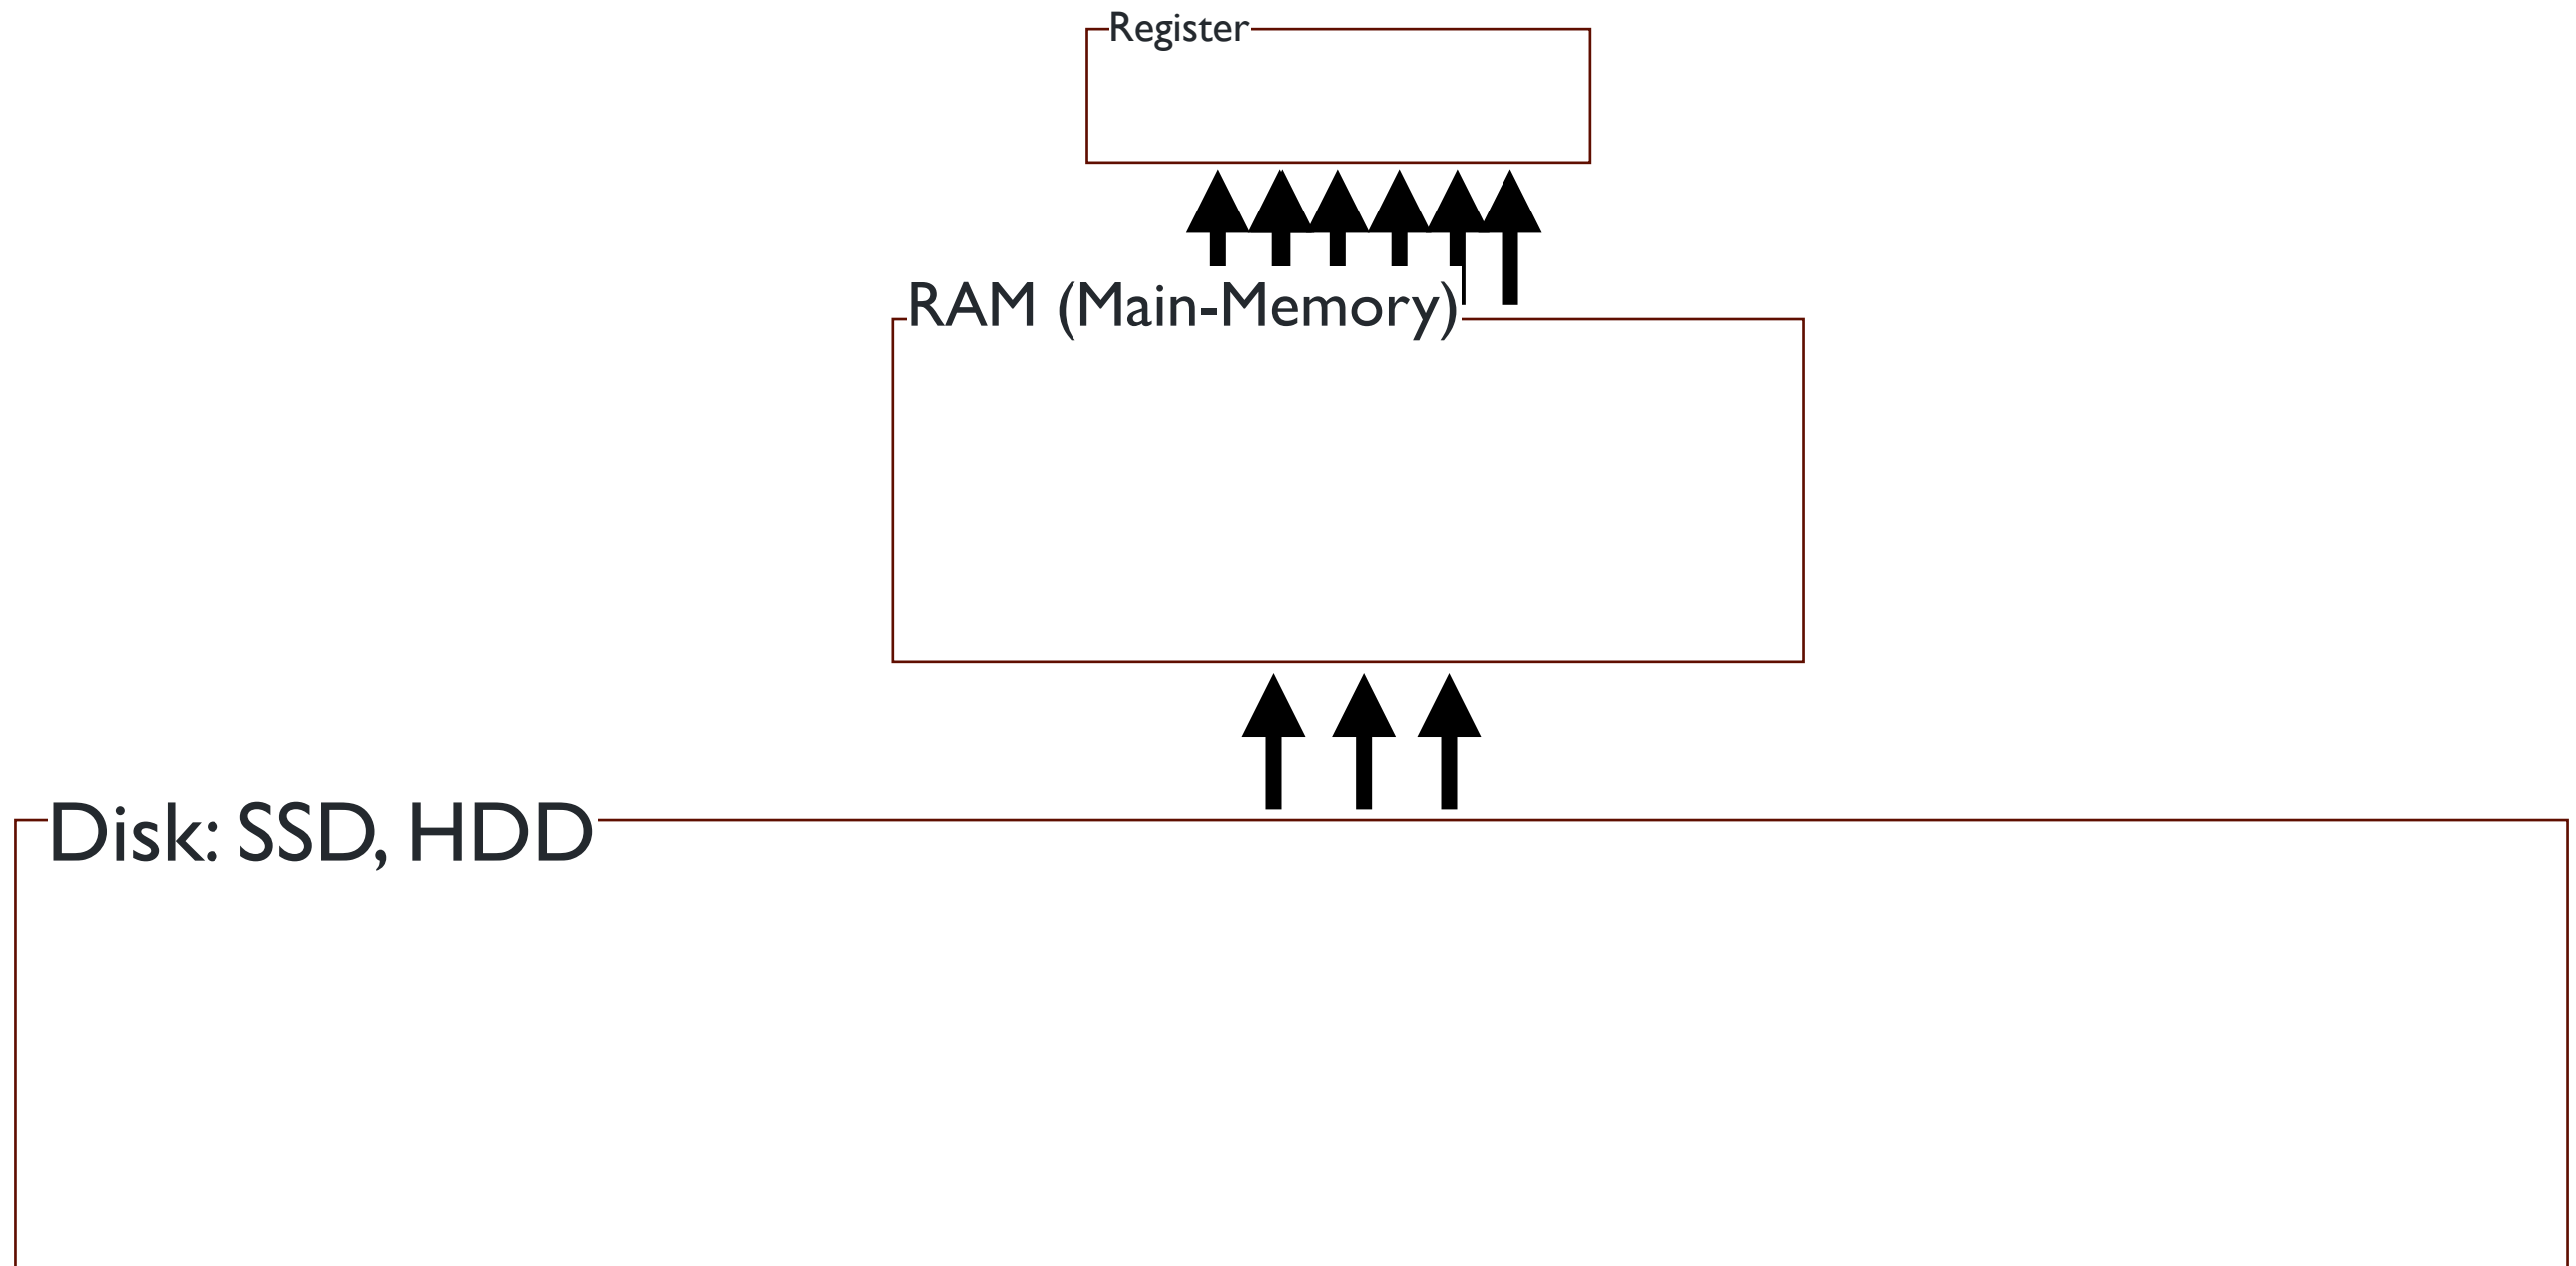 Register
RAM (Main-Memory)
Disk: SSD, HDD